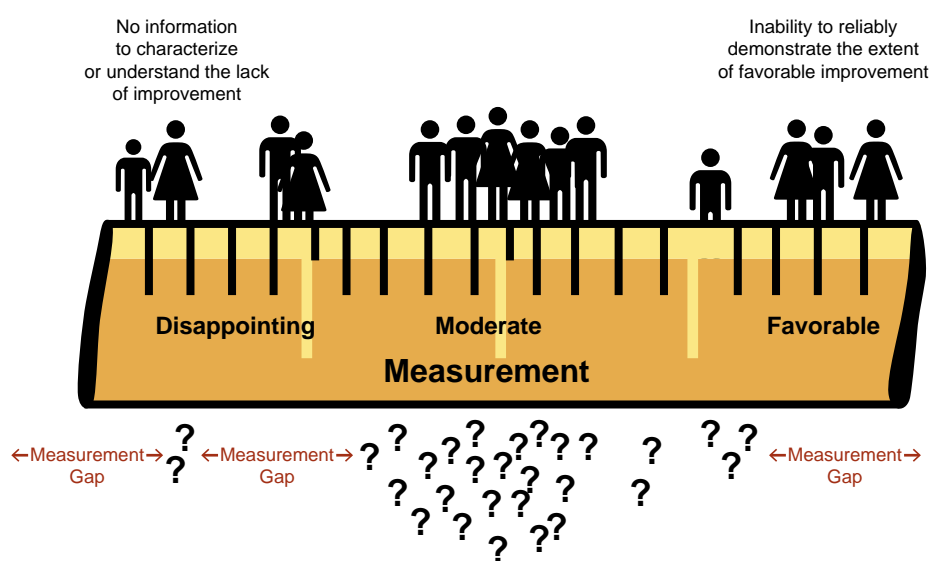 No information
to characterize
or understand the lack
of improvement
Inability to reliably
demonstrate the extent
of favorable improvement
Disappointing
Moderate
Favorable
Measurement
? ? ? ? ? ? ? ? ? ? ? ? ? ? ? ? ? ? ? ? ? ? ? ? ? ? ? ? ? ? ?
←Measurement→
Gap
←Measurement→
Gap
←Measurement→
Gap